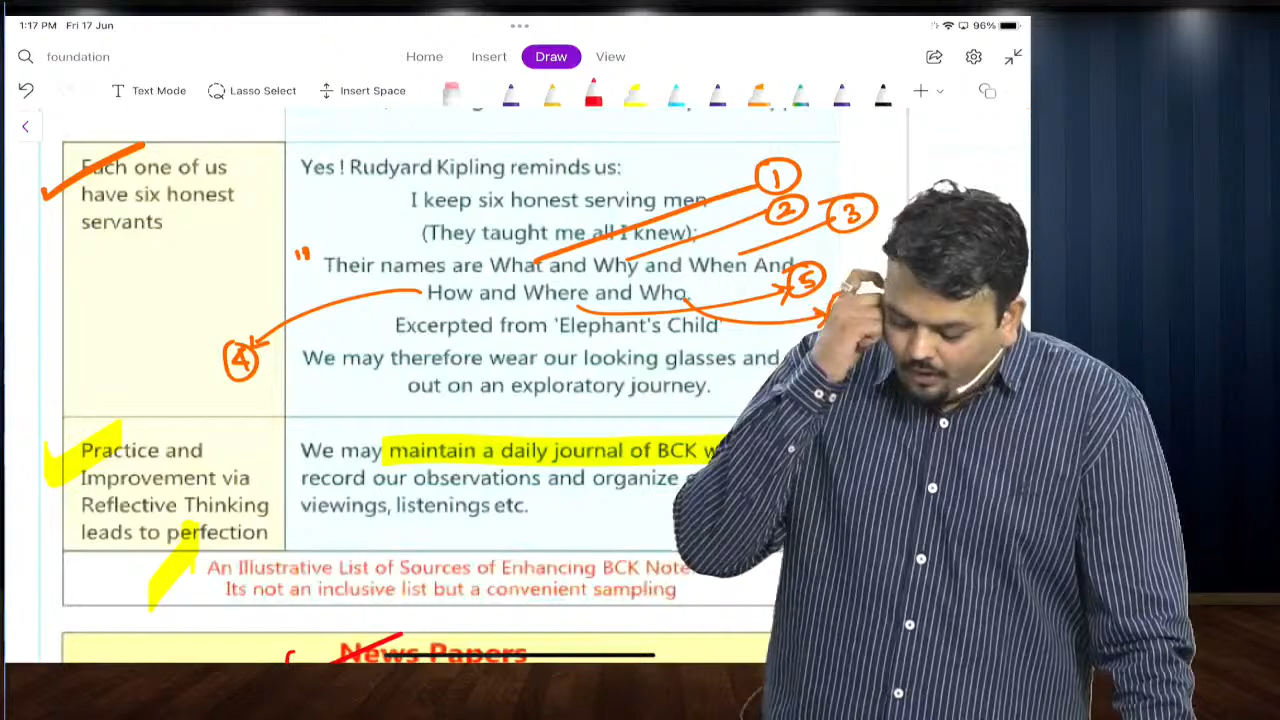 1:17 PM Fri 17 Jun
96%
foundation
Home
Insert
Draw
View
Text Mode
Lasso Select
Insert Space
Each one of us
have six honest
servants
Yes ! Rudyard Kipling reminds us:
I keep six honest serving men
(They taught me all I knew);
" Their names are What and Why and When And
How and Where and Who.
Excerpted from 'Elephant's Child'
We may therefore wear our looking glasses and
out on an exploratory journey.
1
2
3
5
4
Practice and
Improvement via
Reflective Thinking
leads to perfection
We may maintain a daily journal of BCK
record our observations and organize
viewings, listenings etc.
An Illustrative List of Sources of Enhancing BCK Note
Its not an inclusive list but a convenient sampling
News Papers